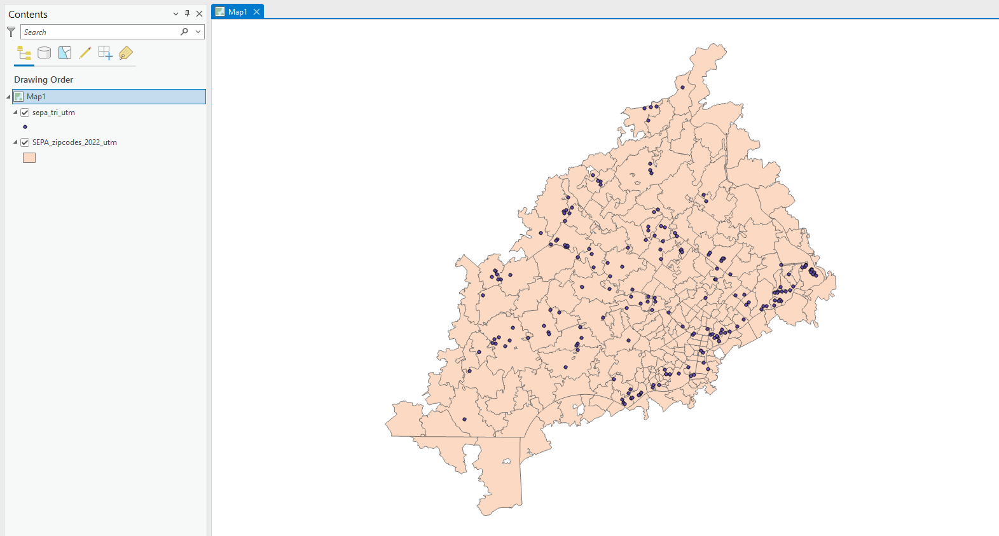 Contents
Search
Drawing Order
Map1
sepa_tri_utm
SEPA_zipcodes_2022_utm
Map1